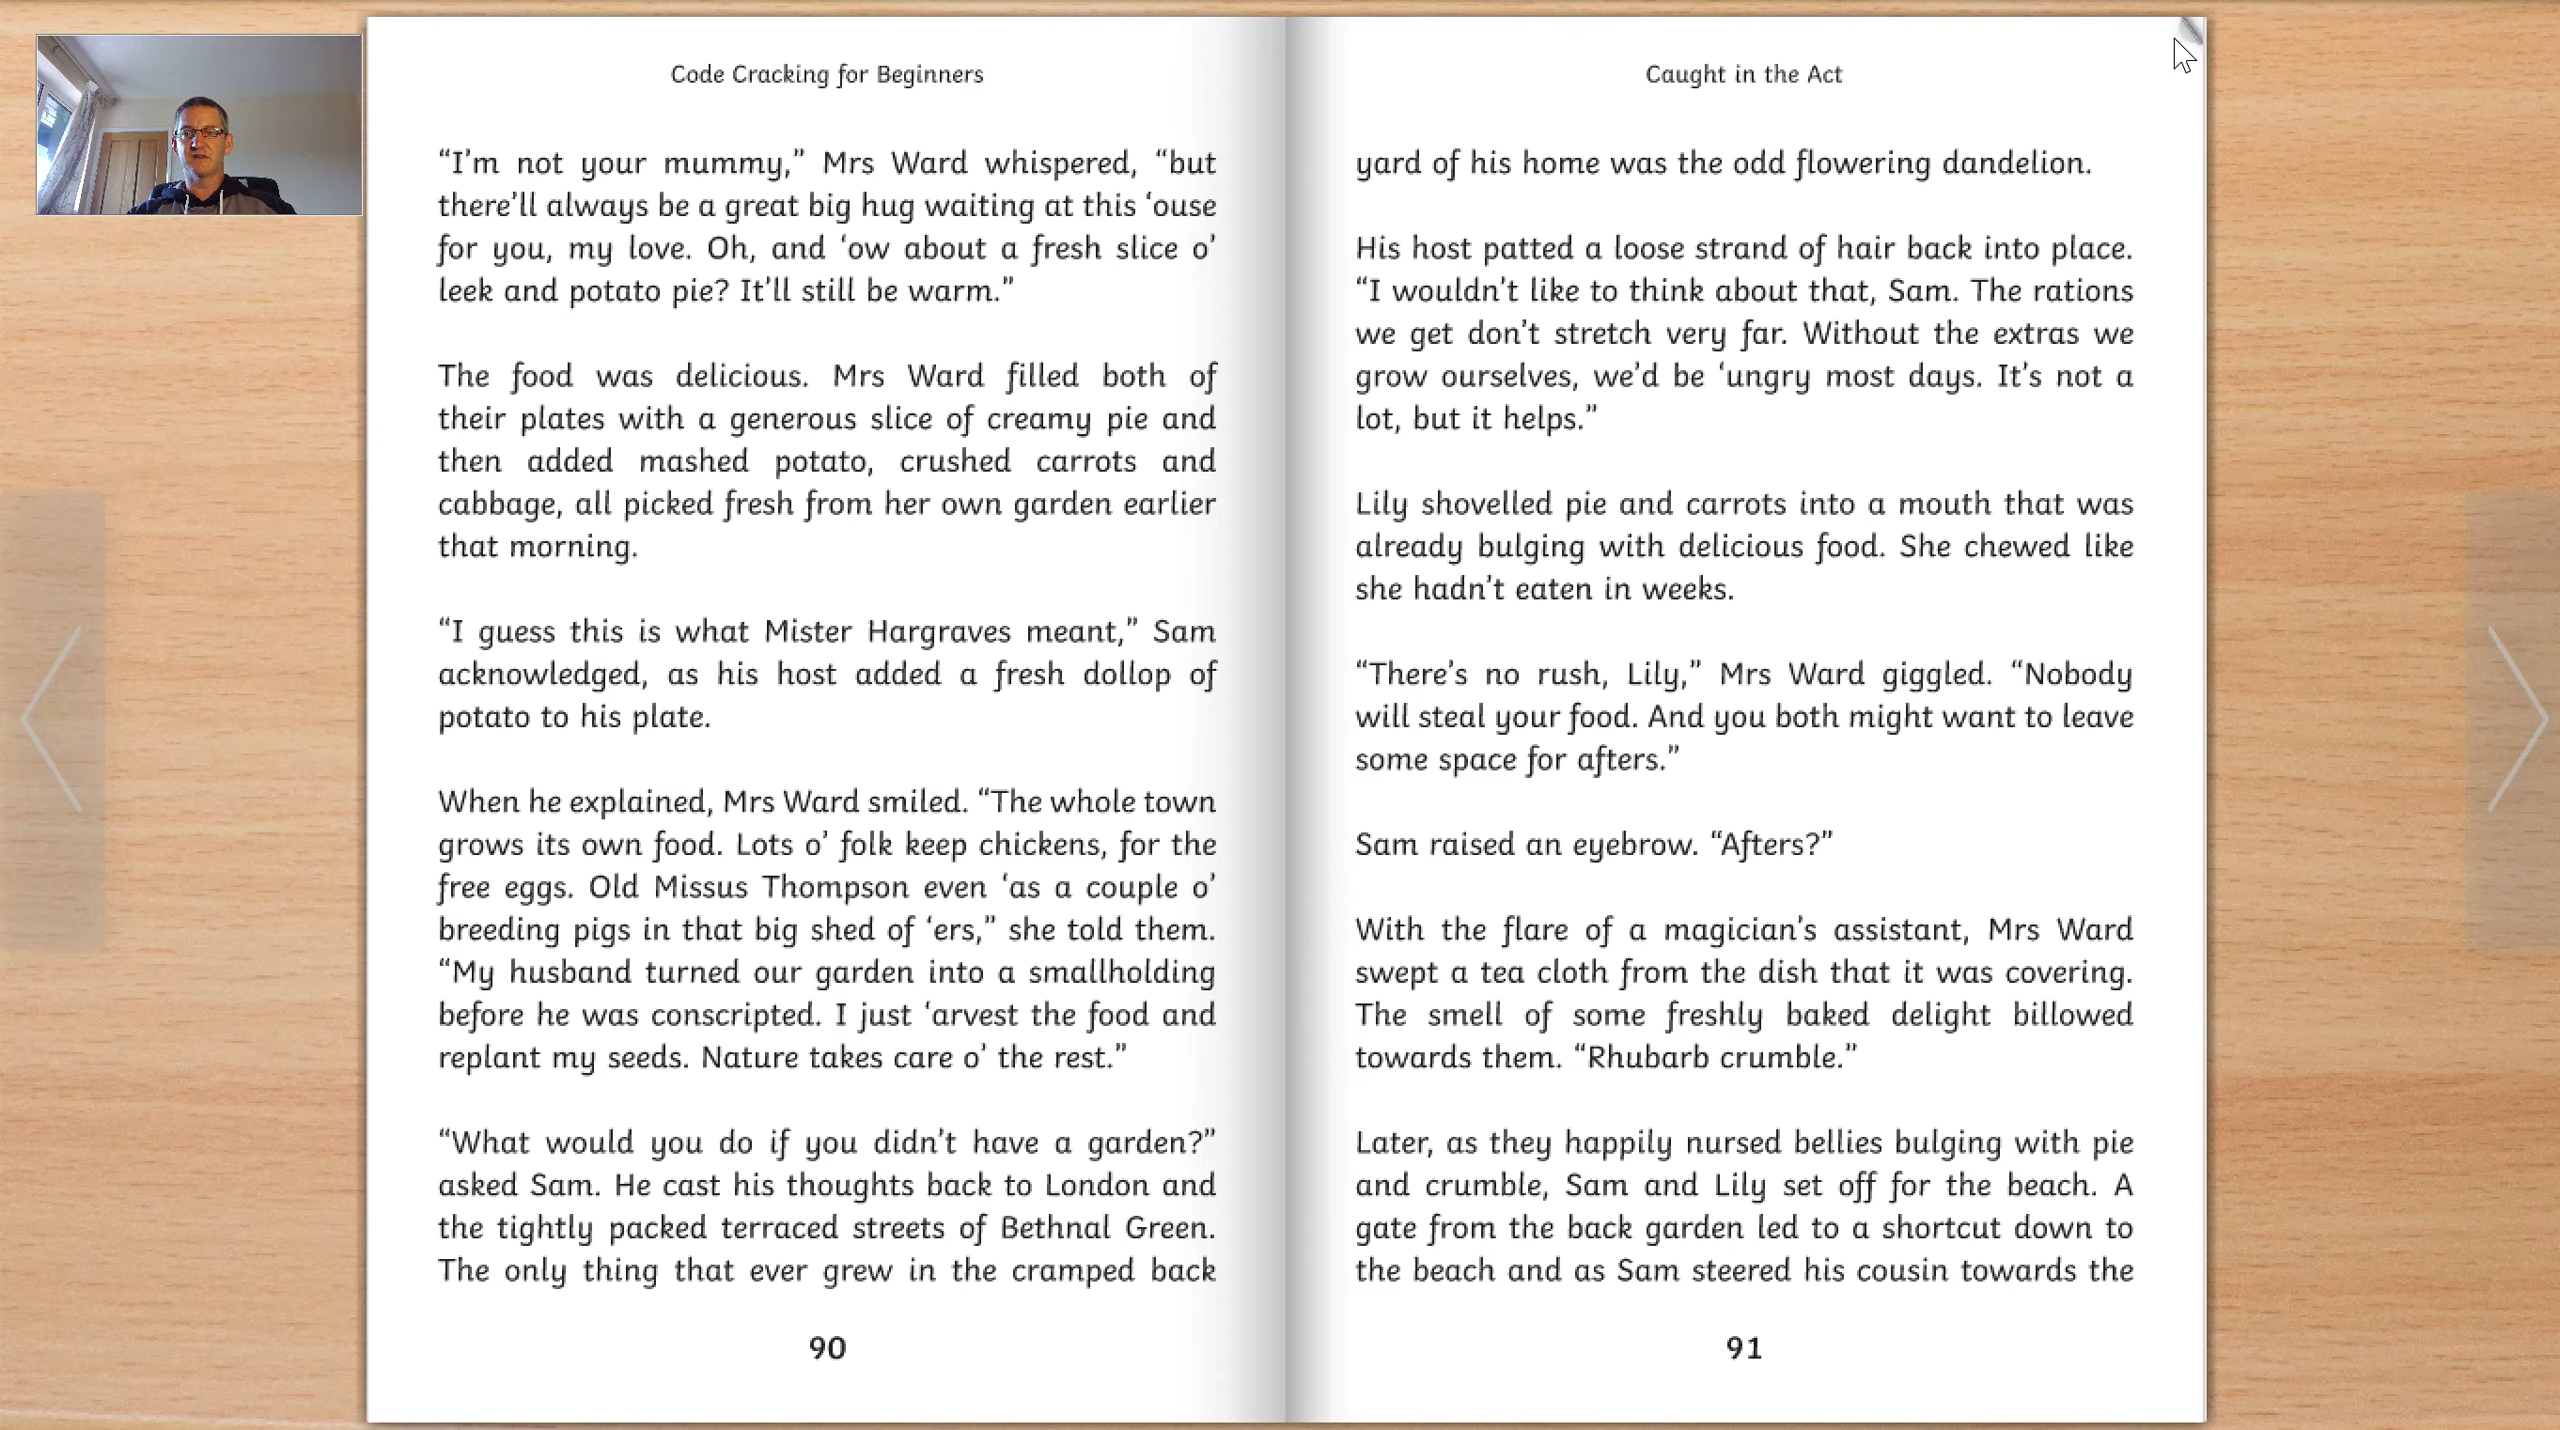 Code Cracking for Beginners
“I’m not your mummy,” Mrs Ward whispered, “but
there’ll always be a great big hug waiting at this ‘ouse
for you, my love. Oh, and ‘ow about a fresh slice o’
leek and potato pie? It’ll still be warm.”
The food was delicious. Mrs Ward filled both of
their plates with a generous slice of creamy pie and
then added mashed potato, crushed carrots and
cabbage, all picked fresh from her own garden earlier
that morning.
“I guess this is what Mister Hargraves meant,” Sam
acknowledged, as his host added a fresh dollop of
potato to his plate.
When he explained, Mrs Ward smiled. “The whole town
grows its own food. Lots o’ folk keep chickens, for the
free eggs. Old Missus Thompson even ‘as a couple o’
breeding pigs in that big shed of ‘ers,” she told them.
“My husband turned our garden into a smallholding
before he was conscripted. I just ‘arvest the food and
replant my seeds. Nature takes care o’ the rest.”
“What would you do if you didn’t have a garden?”
asked Sam. He cast his thoughts back to London and
the tightly packed terraced streets of Bethnal Green.
The only thing that ever grew in the cramped back
90
Caught in the Act
yard of his home was the odd flowering dandelion.
His host patted a loose strand of hair back into place.
“I wouldn’t like to think about that, Sam. The rations
we get don’t stretch very far. Without the extras we
grow ourselves, we’d be ‘ungry most days. It’s not a
lot, but it helps.”
Lily shovelled pie and carrots into a mouth that was
already bulging with delicious food. She chewed like
she hadn’t eaten in weeks.
“There’s no rush, Lily,” Mrs Ward giggled. “Nobody
will steal your food. And you both might want to leave
some space for afters.”
Sam raised an eyebrow. “Afters?”
With the flare of a magician’s assistant, Mrs Ward
swept a tea cloth from the dish that it was covering.
The smell of some freshly baked delight billowed
towards them. “Rhubarb crumble.”
Later, as they happily nursed bellies bulging with pie
and crumble, Sam and Lily set off for the beach. A
gate from the back garden led to a shortcut down to
the beach and as Sam steered his cousin towards the
91